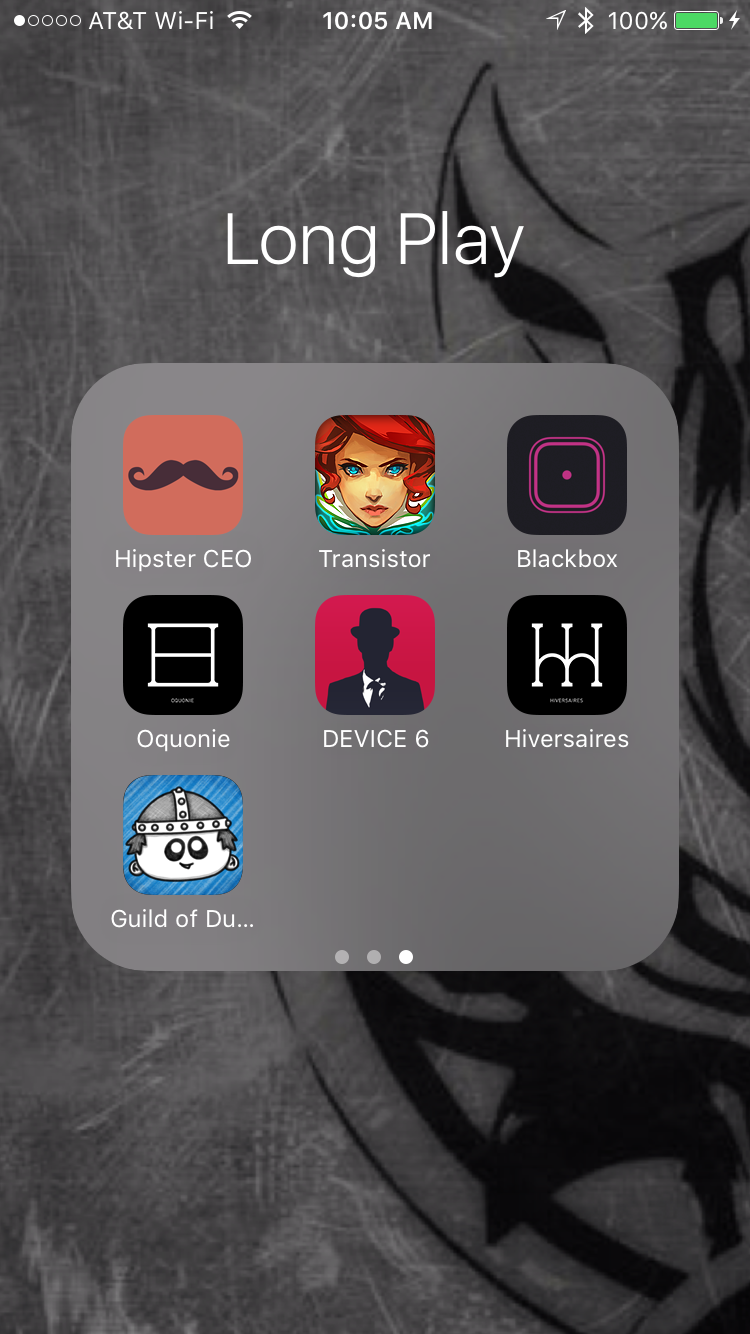 AT&T Wi-Fi 10:05 AM 100%
Long Play
Hipster CEO Transistor Blackbox
OQUONIE HIVERSAIRES
Oquonie DEVICE 6 Hiversaires
Guild of Du...